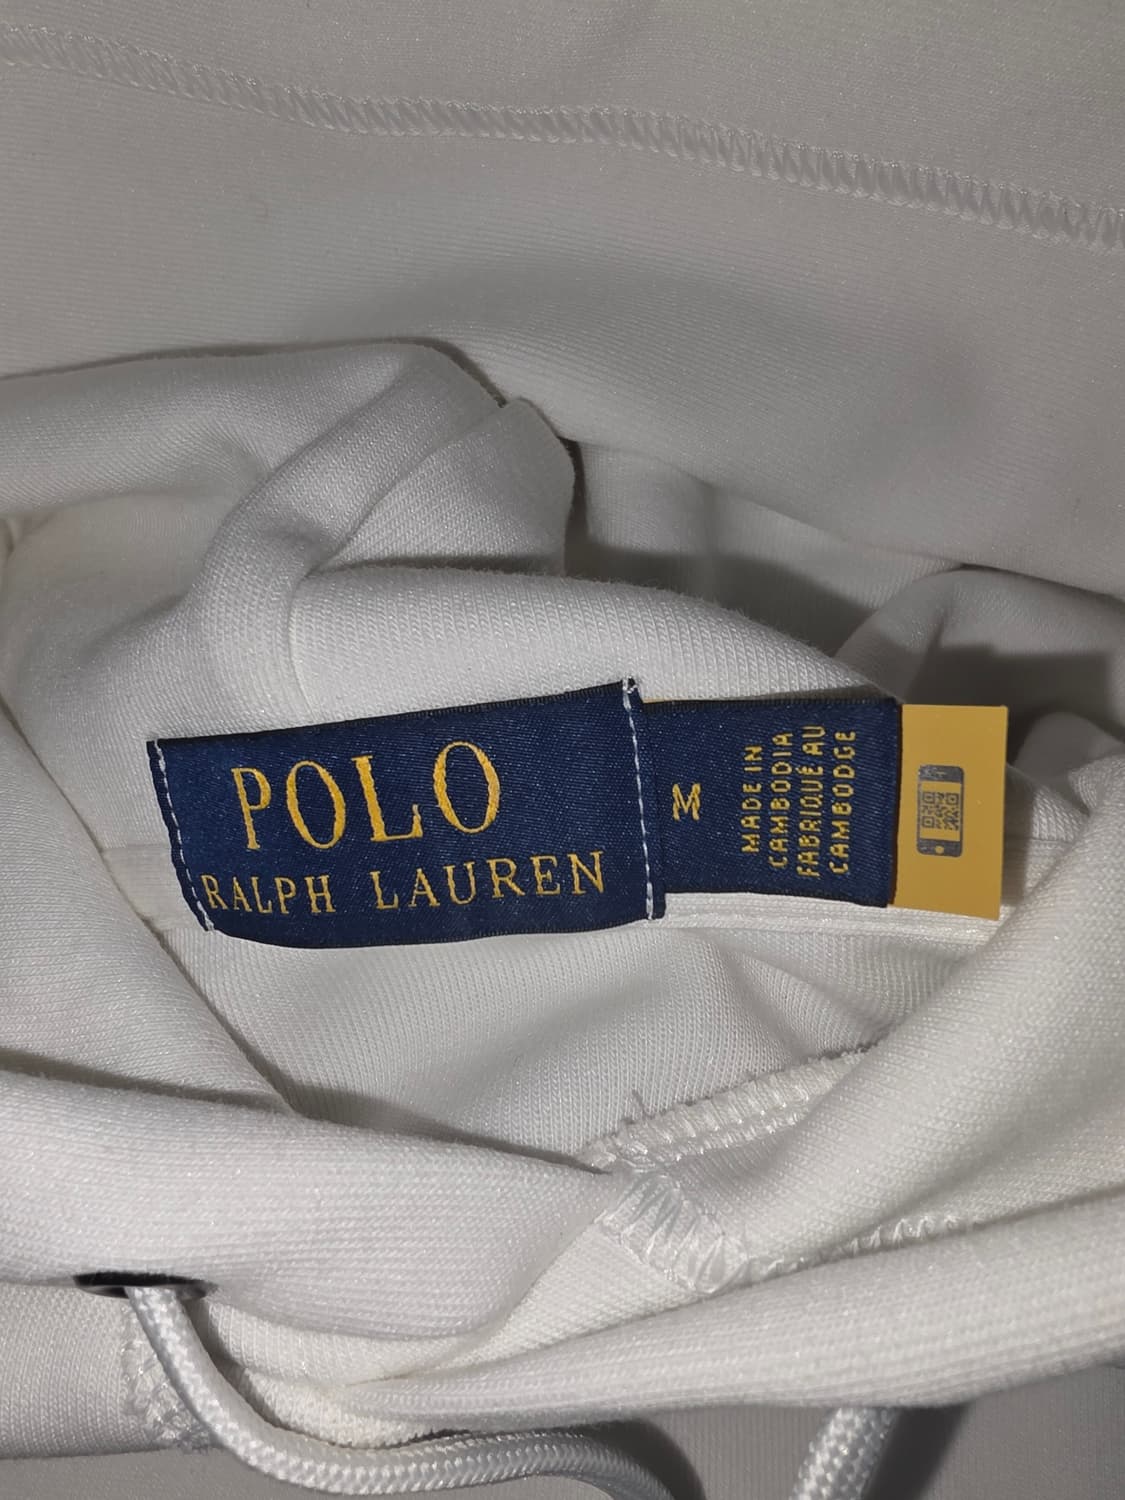 POLO
RALPH LAUREN
M
MADE IN
CAMBODIA
FABRIQUÉ AU
CAMBODGE